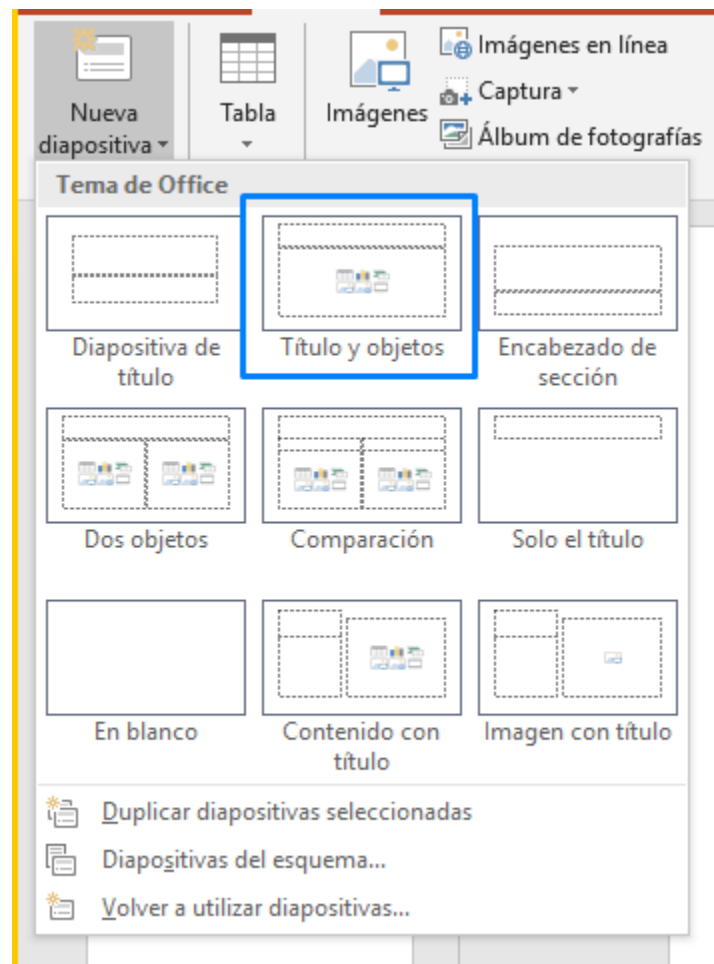 Nueva
diapositiva
Tabla
Imágenes
Imágenes en línea
Captura
Álbum de fotografías
Tema de Office
Diapositiva de
título
Título y objetos
Encabezado de
sección
Dos objetos
Comparación
Solo el título
En blanco
Contenido con
título
Imagen con título
Duplicar diapositivas seleccionadas
Diapositivas del esquema...
Volver a utilizar diapositivas...